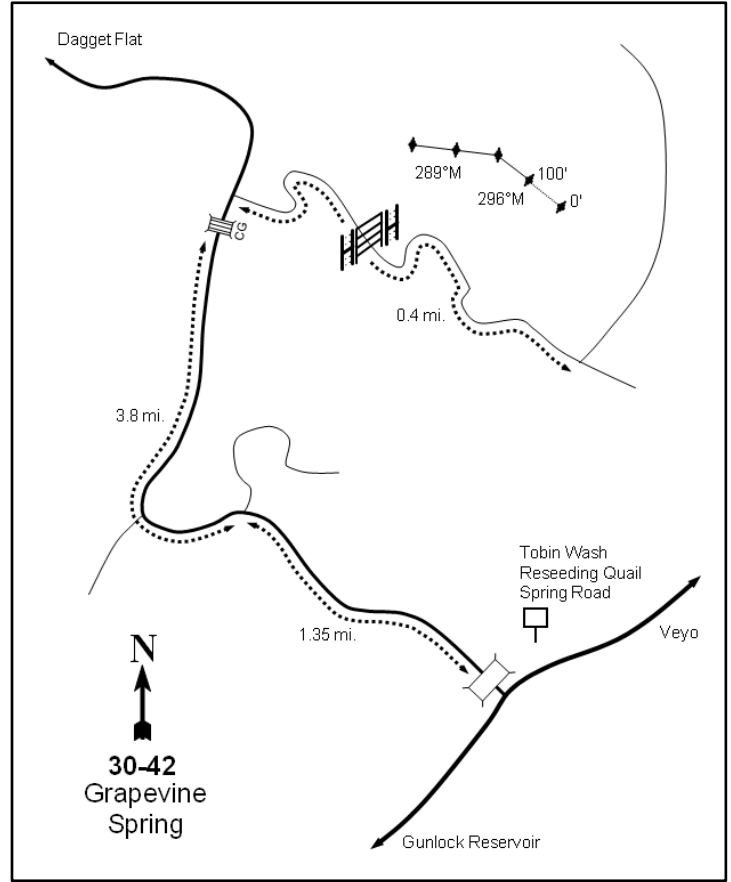 Dagget Flat
289°M
100'
296°M
0'
CG
0.4 mi.
3.8 mi.
Tobin Wash
Reseeding Quail
Spring Road
Veyo
1.35 mi.
N
30-42
Grapevine
Spring
Gunlock Reservoir